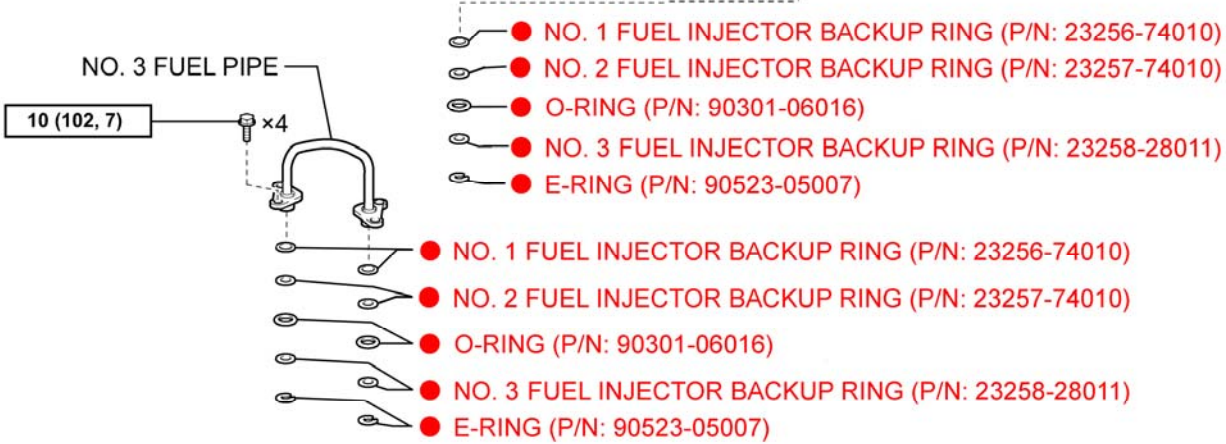 NO. 1 FUEL INJECTOR BACKUP RING (P/N: 23256-74010)
NO. 3 FUEL PIPE
NO. 2 FUEL INJECTOR BACKUP RING (P/N: 23257-74010)
10 (102, 7)
×4
O-RING (P/N: 90301-06016)
NO. 3 FUEL INJECTOR BACKUP RING (P/N: 23258-28011)
E-RING (P/N: 90523-05007)
NO. 1 FUEL INJECTOR BACKUP RING (P/N: 23256-74010)
NO. 2 FUEL INJECTOR BACKUP RING (P/N: 23257-74010)
O-RING (P/N: 90301-06016)
NO. 3 FUEL INJECTOR BACKUP RING (P/N: 23258-28011)
E-RING (P/N: 90523-05007)